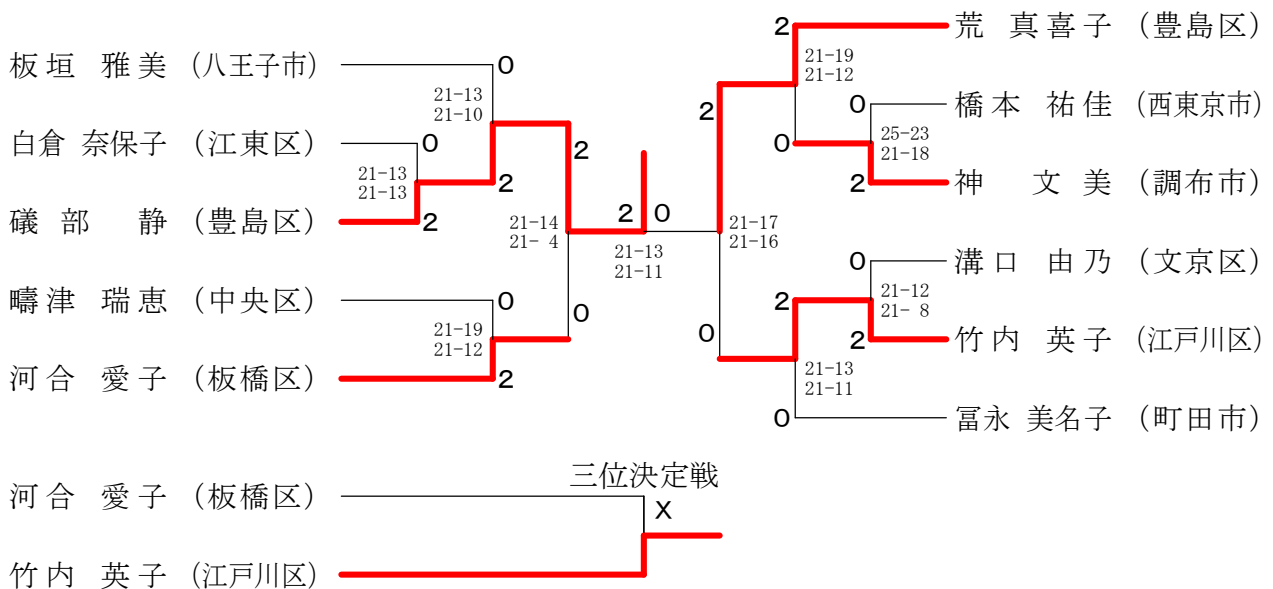 板垣 雅美 (八王子市)
0
21-13
21-10
白倉 奈保子 (江東区)
0
21-13
21-13
2
2
礒部 静 (豊島区)
2
21-14
21- 4
疇津 瑞恵 (中央区)
0
21-19
21-12
0
河合 愛子 (板橋区)
2
2
0
21-13
21-11
2
荒 真喜子 (豊島区)
21-19
21-12
2
0
橋本 祐佳 (西東京市)
25-23
21-18
0
2
神 文美 (調布市)
21-17
21-16
0
溝口 由乃 (文京区)
21-12
21- 8
2
0
2
竹内 英子 (江戸川区)
21-13
21-11
0
冨永 美名子 (町田市)
三位決定戦
河合 愛子 (板橋区)
X
竹内 英子 (江戸川区)